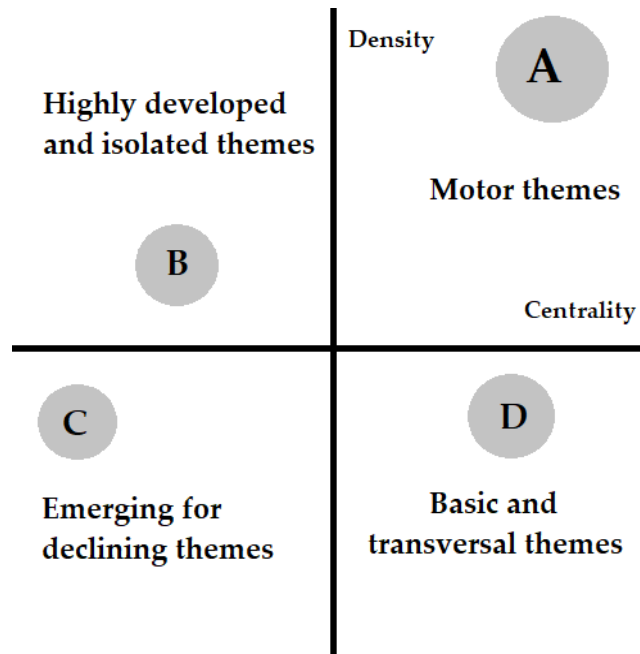 Density
A
Highly developed
and isolated themes
Motor themes
B
Centrality
C
D
Emerging for
declining themes
Basic and
transversal themes